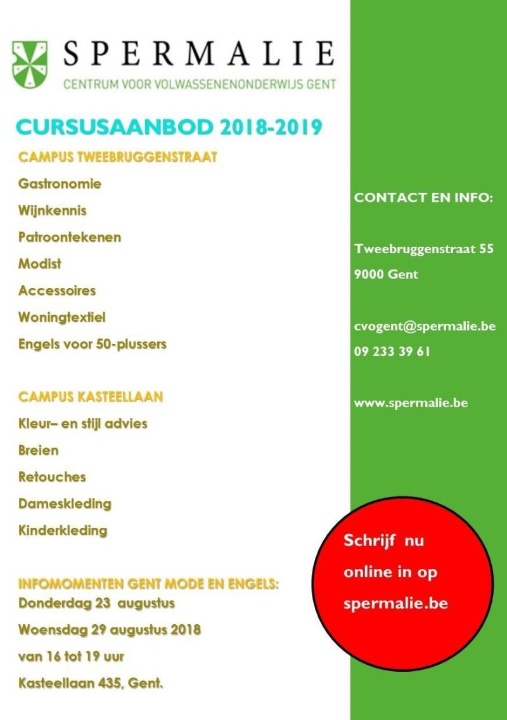 SPERMALIE
CENTRUM VOOR VOLWASSENENONDERWIJS GENT
CURSUSAANBOD 2018-2019
CAMPUS TWEEBRUGGENSTRAAT
Gastronomie
Wijnkennis
Patroontekenen
Modist
Accessoires
Woningtextiel
Engels voor 50-plussers
CAMPUS KASTEELLAAN
Kleur– en stijl advies
Breien
Retouches
Dameskleding
Kinderkleding
INFOMOMENTEN GENT MODE EN ENGELS:
Donderdag 23 augustus
Woensdag 29 augustus 2018
van 16 tot 19 uur
Kasteellaan 435, Gent.
CONTACT EN INFO:
Tweebruggenstraat 55
9000 Gent
cvogent@spermalie.be
09 233 39 61
www.spermalie.be
Schrijf nu
online in op
spermalie.be